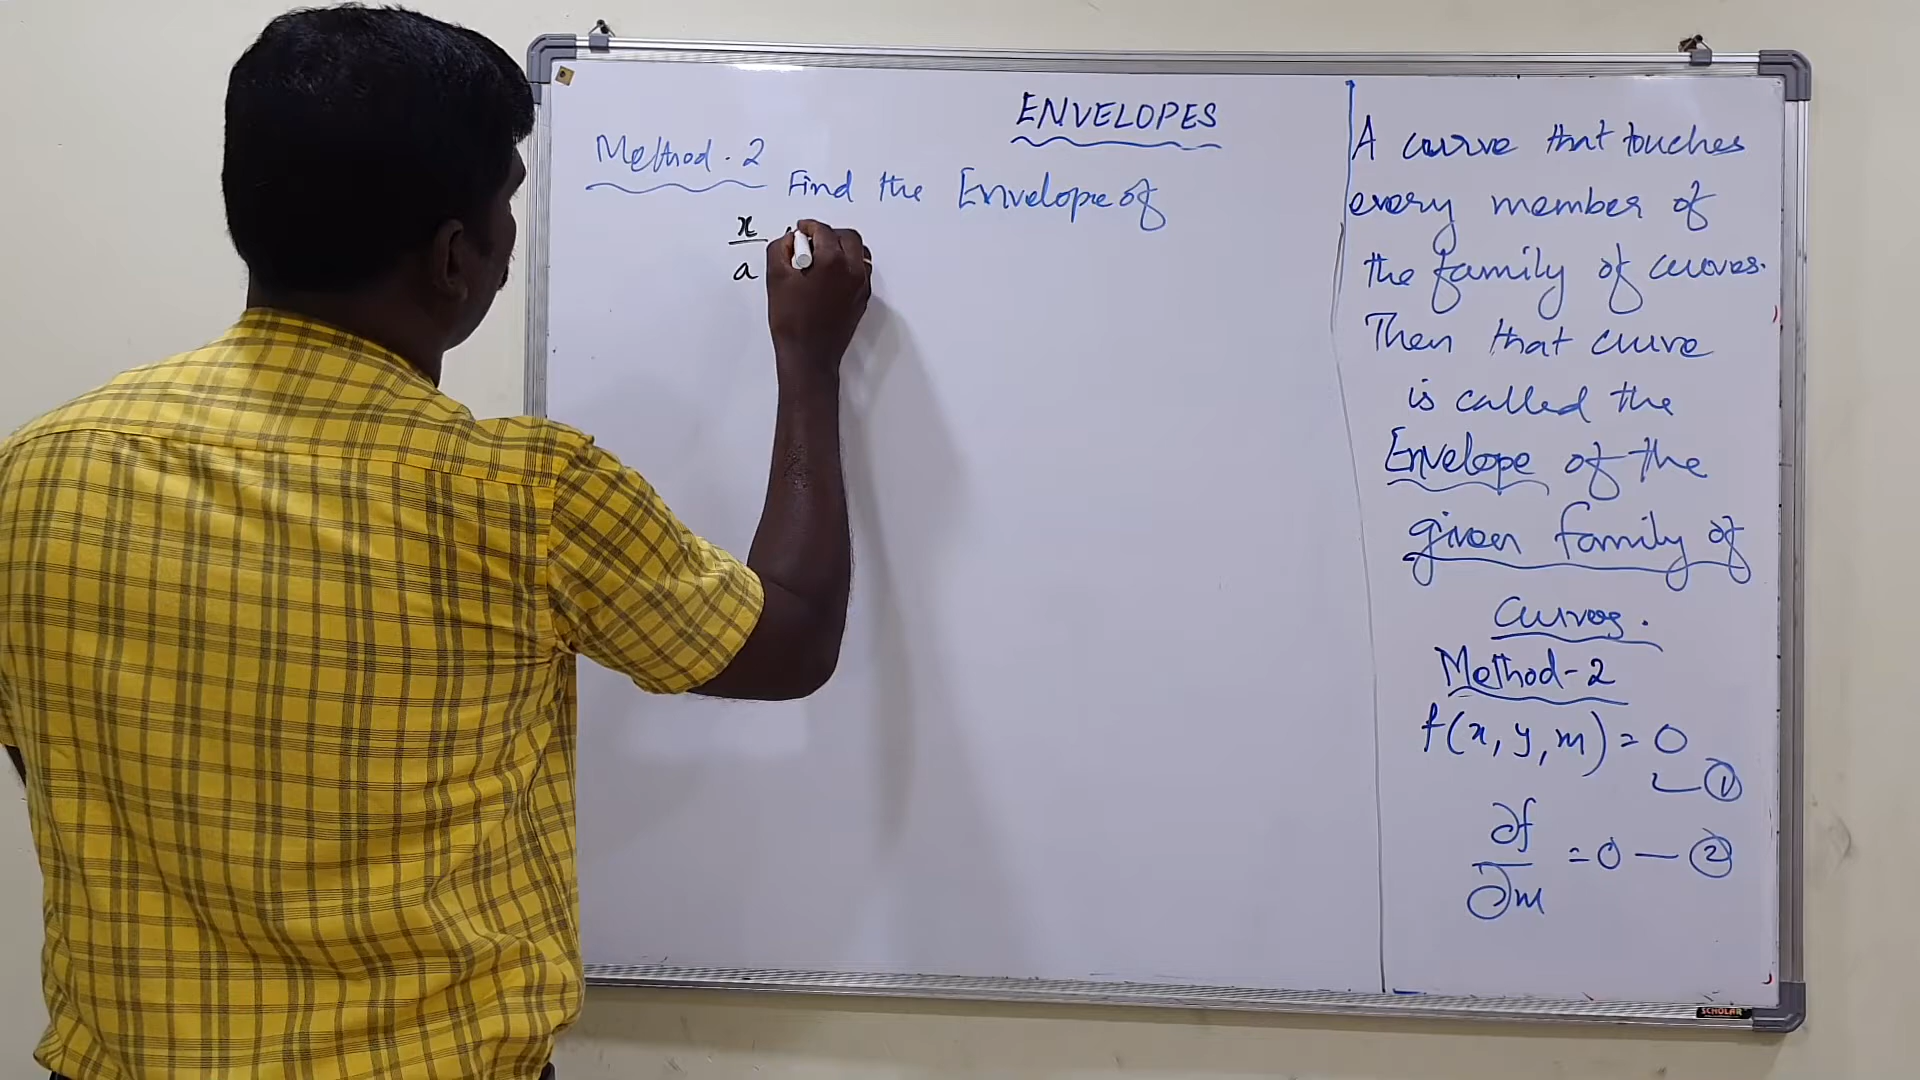 ENVELOPES
Method. 2
Find the Envelope of
x
a
A curve that touches
every member of
the family of curves.
Then that curve
is called the
Envelope of the
given family of
Curves.
Method-2
f(x, y, m) = 0
①
∂f
∂m
= 0 — ②
SCHOLAR